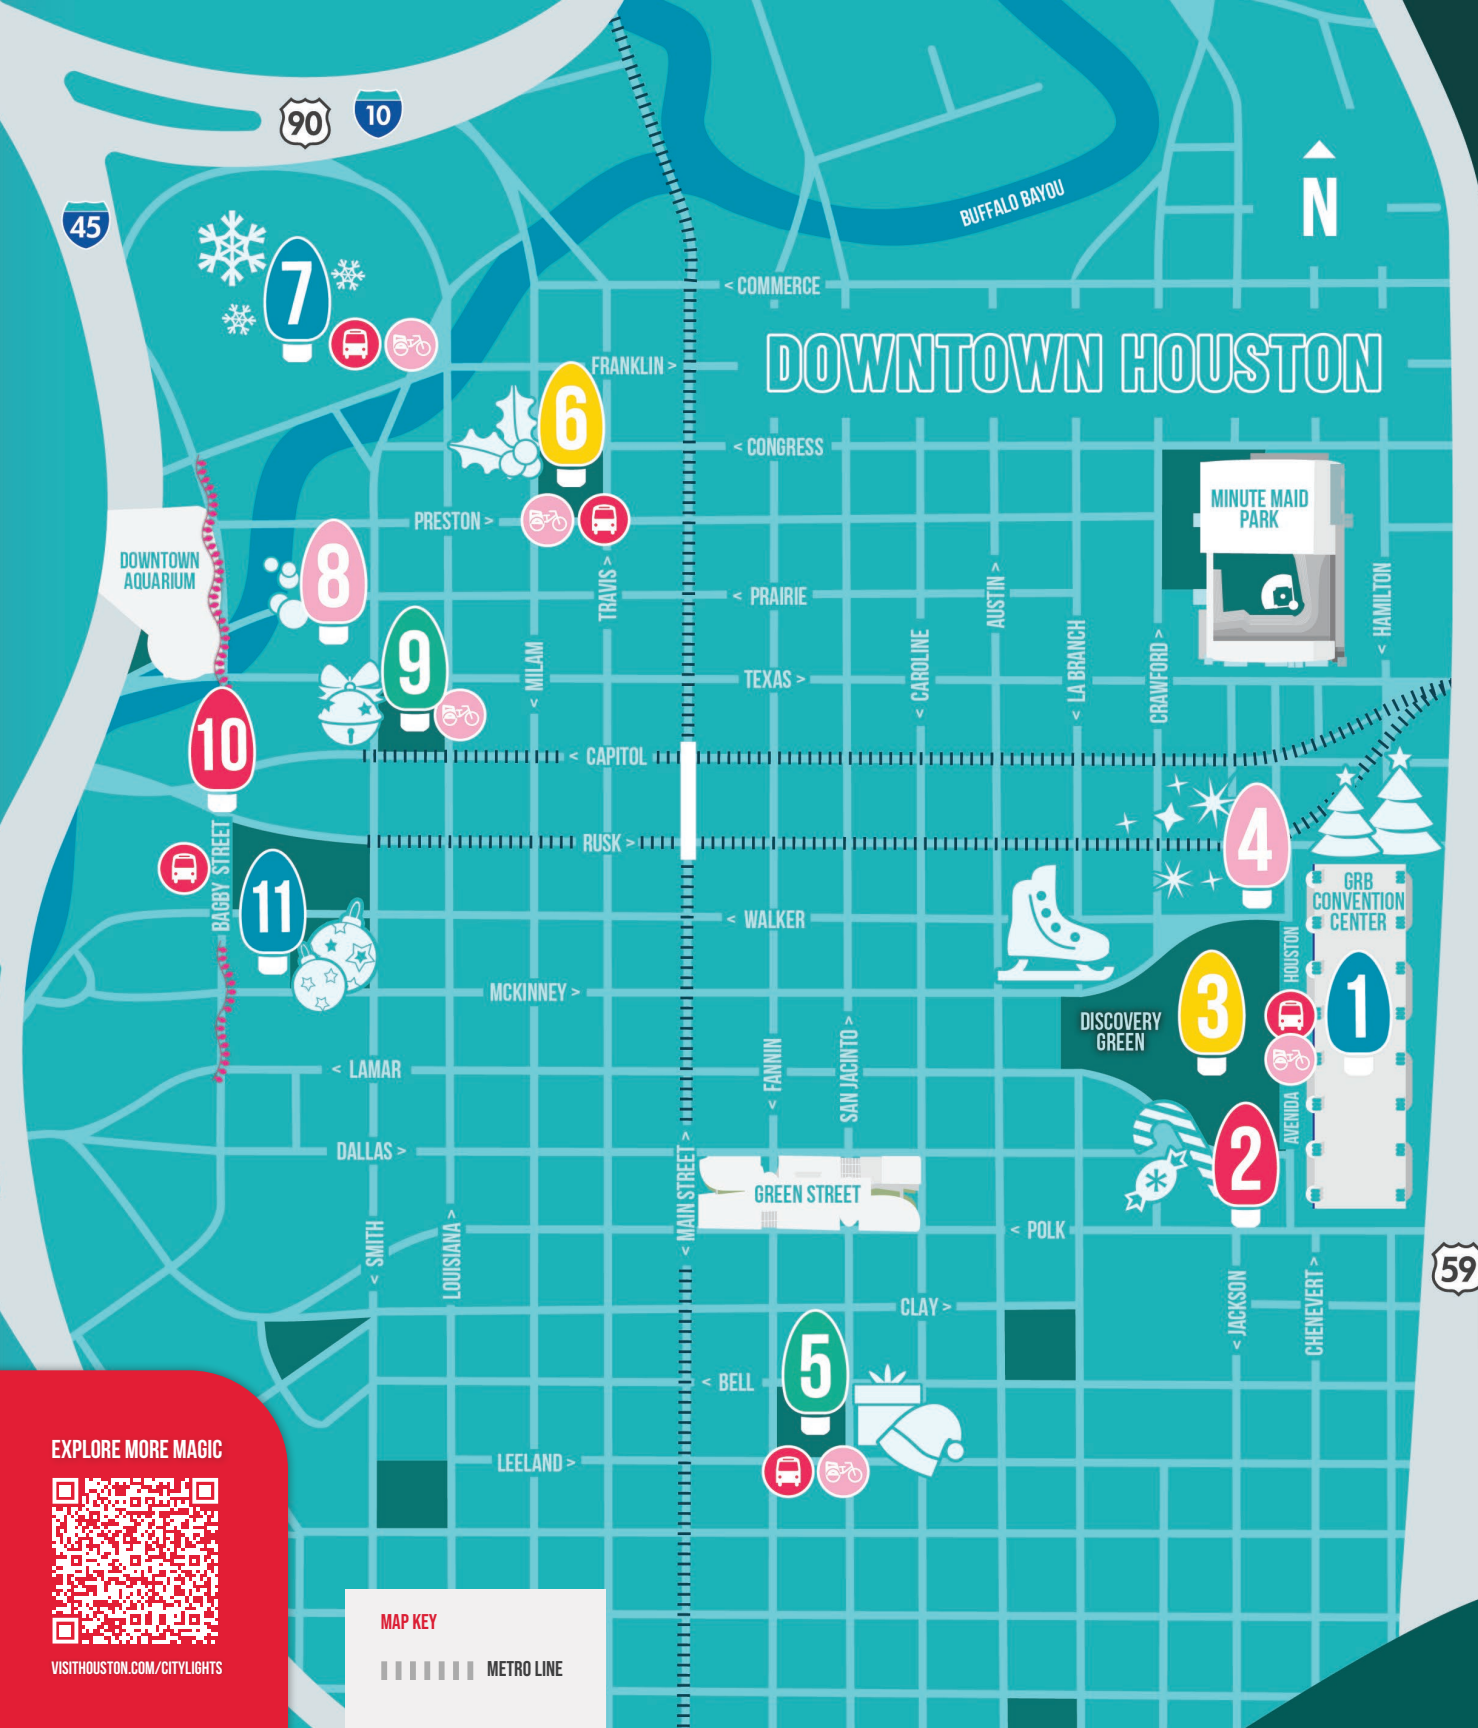 90
10
45
N
BUFFALO BAYOU
7
< COMMERCE
DOWNTOWN HOUSTON
FRANKLIN >
6
< CONGRESS
MINUTE MAID
PARK
PRESTON >
DOWNTOWN
AQUARIUM
8
TRAVIS >
< PRAIRIE
AUSTIN >
< HAMILTON
9
< MILAM
TEXAS >
< CAROLINE
< LA BRANCH
CRAWFORD >
10
< CAPITOL
4
RUSK >
BAGBY STREET
11
< WALKER
GRB
CONVENTION
CENTER
HOUSTON
MCKINNEY >
3
1
DISCOVERY
GREEN
< LAMAR
< FANNIN
SAN JACINTO >
AVENIDA
DALLAS >
2
< MAIN STREET >
GREEN STREET
< SMITH
LOUISIANA >
< POLK
59
< JACKSON
CHENEVERT >
CLAY >
5
< BELL
LEELAND >
EXPLORE MORE MAGIC
VISITHOUSTON.COM/CITYLIGHTS
MAP KEY
METRO LINE